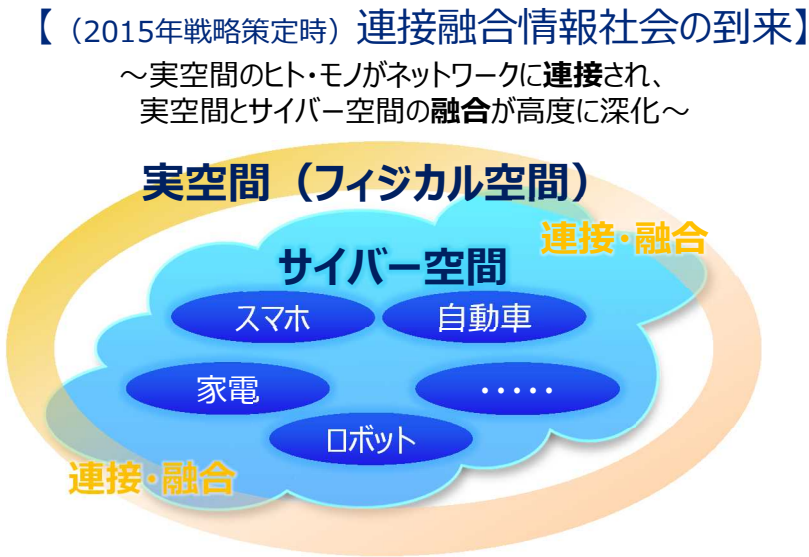 【（2015年戦略策定時）連接融合情報社会の到来】
～実空間のヒト・モノがネットワークに連接され、
実空間とサイバー空間の融合が高度に深化～
実空間（フィジカル空間）
連接・融合
サイバー空間
スマホ
自動車
家電
・・・・・
ロボット
連接・融合